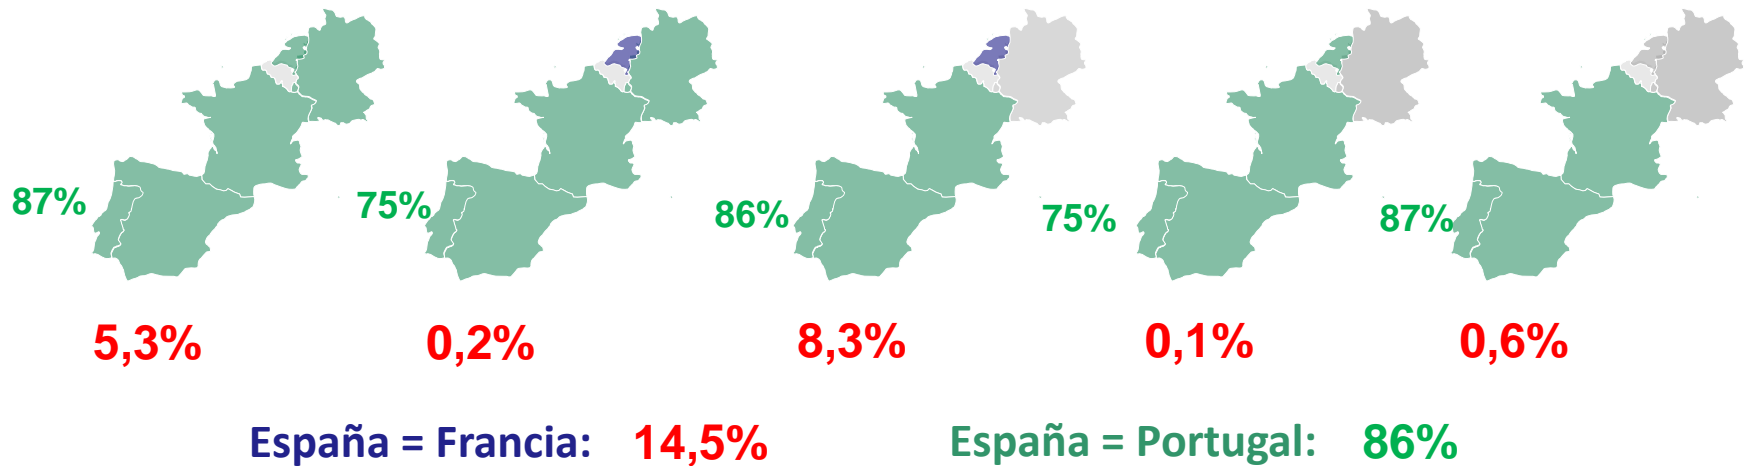 87% 75% 86% 75% 87%
5,3% 0,2% 8,3% 0,1% 0,6%
España = Francia: 14,5% España = Portugal: 86%